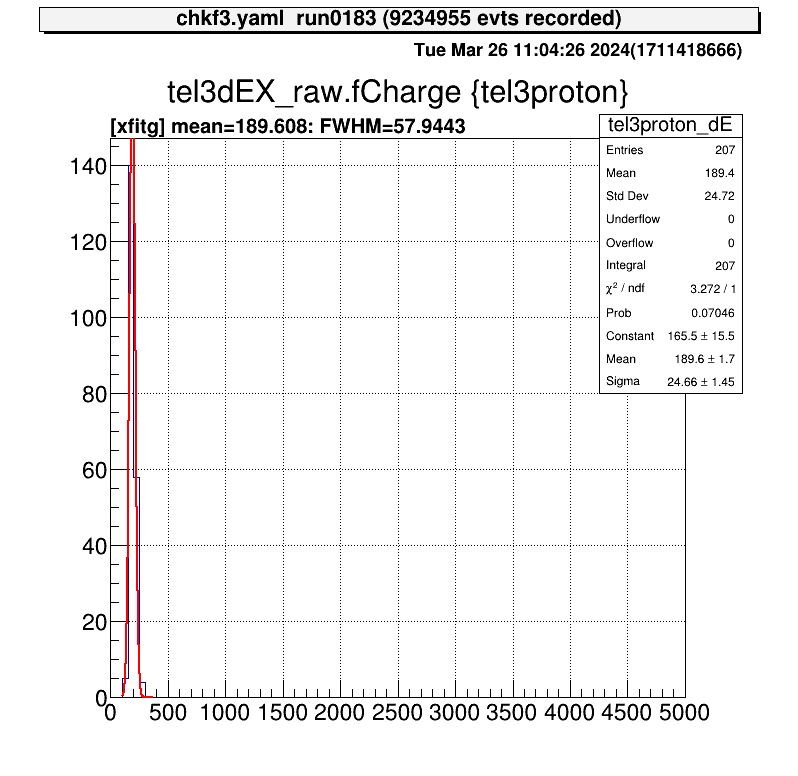 chkf3.yaml run0183 (9234955 evts recorded)
Tue Mar 26 11:04:26 2024(1711418666)
tel3dEX_raw.fCharge {tel3proton}
[xfitg] mean=189.608: FWHM=57.9443
tel3proton_dE
Entries 207
Mean 189.4
Std Dev 24.72
Underflow 0
Overflow 0
Integral 207
χ² / ndf 3.272 / 1
Prob 0.07046
Constant 165.5 ± 15.5
Mean 189.6 ± 1.7
Sigma 24.66 ± 1.45
140
120
100
80
60
40
20
0
0 500 1000 1500 2000 2500 3000 3500 4000 4500 5000